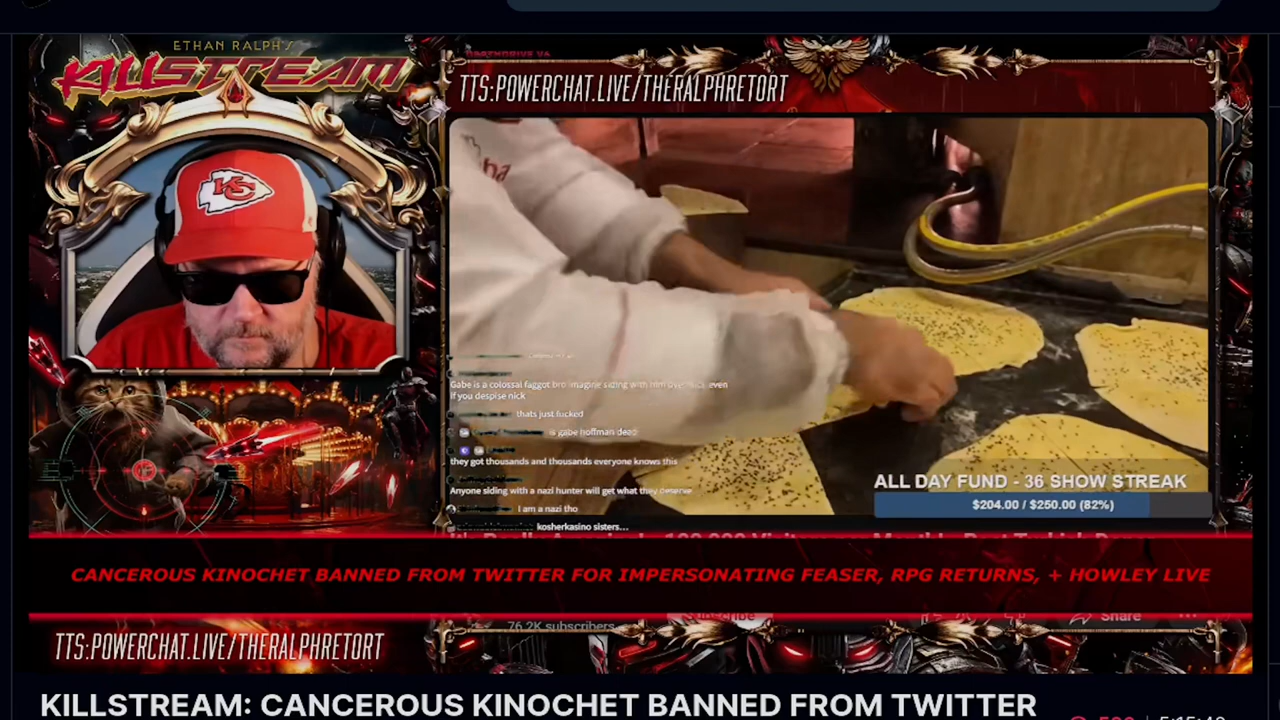 ETHAN RALPH'S
KILLSTREAM
TTS:POWERCHAT.LIVE/THERALPHRETORT
KC
Gabe is a colossal faggot bro imagine siding with him over nick even
if you despise nick
thats just fucked
is gabe hoffman dead
they got thousands and thousands everyone knows this
Anyone siding with a nazi hunter will get what they deserve
I am a nazi tho
kosherkasino sisters...
ALL DAY FUND - 36 SHOW STREAK
$204.00 / $250.00 (82%)
CANCEROUS KINOCHET BANNED FROM TWITTER FOR IMPERSONATING FEASER, RPG RETURNS, + HOWLEY LIVE
76.2K subscribers
Subscribe
Share
TTS:POWERCHAT.LIVE/THERALPHRETORT
KILLSTREAM: CANCEROUS KINOCHET BANNED FROM TWITTER